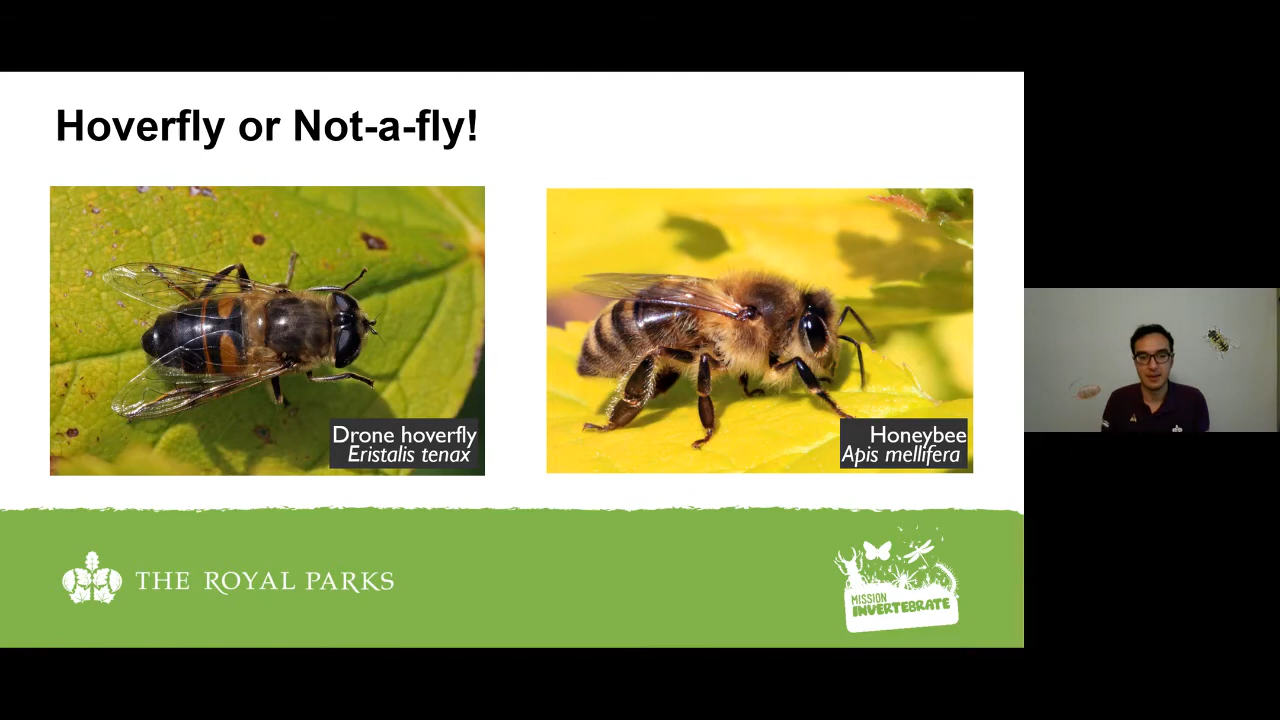 Hoverfly or Not-a-fly!
Drone hoverfly
Eristalis tenax
Honeybee
Apis mellifera
THE ROYAL PARKS
MISSION
INVERTEBRATE